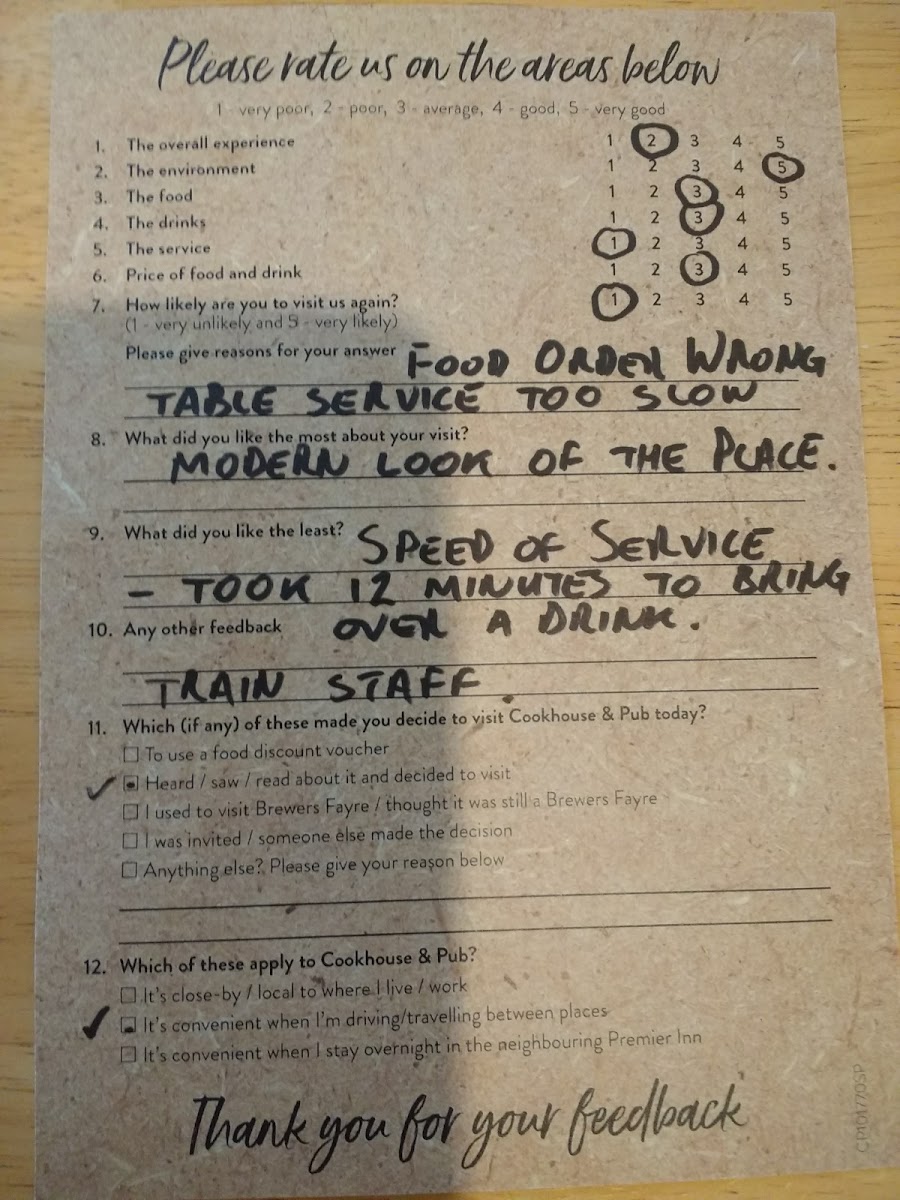 Please rate us on the areas below
1 - very poor, 2 - poor, 3 - average, 4 - good, 5 - very good
1. The overall experience 1 2 3 4 5
2. The environment 1 2 3 4 5
3. The food 1 2 3 4 5
4. The drinks 1 2 3 4 5
5. The service 1 2 3 4 5
6. Price of food and drink 1 2 3 4 5
7. How likely are you to visit us again? 1 2 3 4 5
(1 - very unlikely and 5 - very likely)
Please give reasons for your answer FOOD ORDER WRONG
TABLE SERVICE TOO SLOW
8. What did you like the most about your visit?
MODERN LOOK OF THE PLACE.
9. What did you like the least? SPEED OF SERVICE
- TOOK 12 MINUTES TO BRING
10. Any other feedback OVER A DRINK.
TRAIN STAFF.
11. Which (if any) of these made you decide to visit Cookhouse & Pub today?
To use a food discount voucher
Heard / saw / read about it and decided to visit
I used to visit Brewers Fayre / thought it was still a Brewers Fayre
I was invited / someone else made the decision
Anything else? Please give your reason below
12. Which of these apply to Cookhouse & Pub?
It's close-by / local to where I live / work
It's convenient when I'm driving/travelling between places
It's convenient when I stay overnight in the neighbouring Premier Inn
Thank you for your feedback